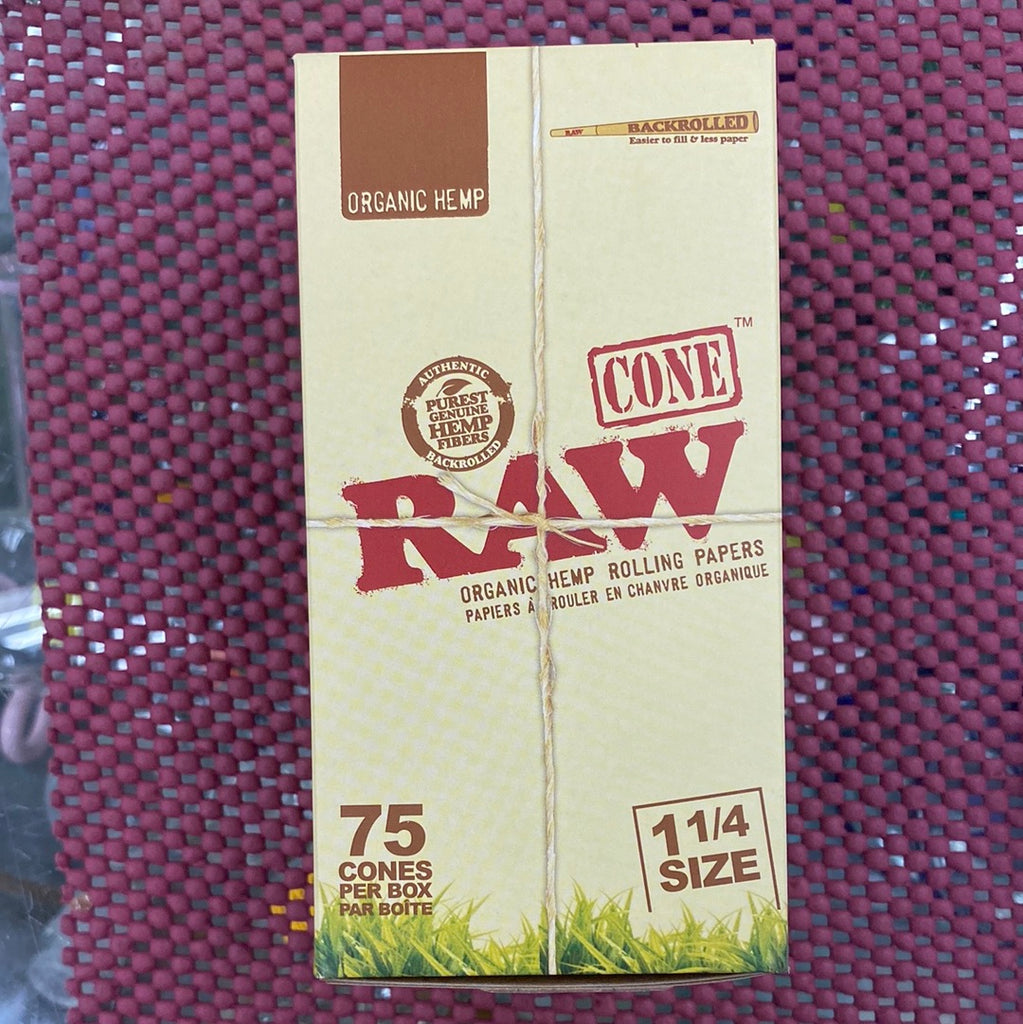 ORGANIC HEMP
RAW
BACKROLLED
Easier to fill & less paper
CONE
TM
AUTHENTIC
PUREST
GENUINE
HEMP
FIBERS
BACKROLLED
RAW
ORGANIC HEMP ROLLING PAPERS
PAPIERS À ROULER EN CHANVRE ORGANIQUE
75
CONES
PER BOX
PAR BOÎTE
1 1/4
SIZE